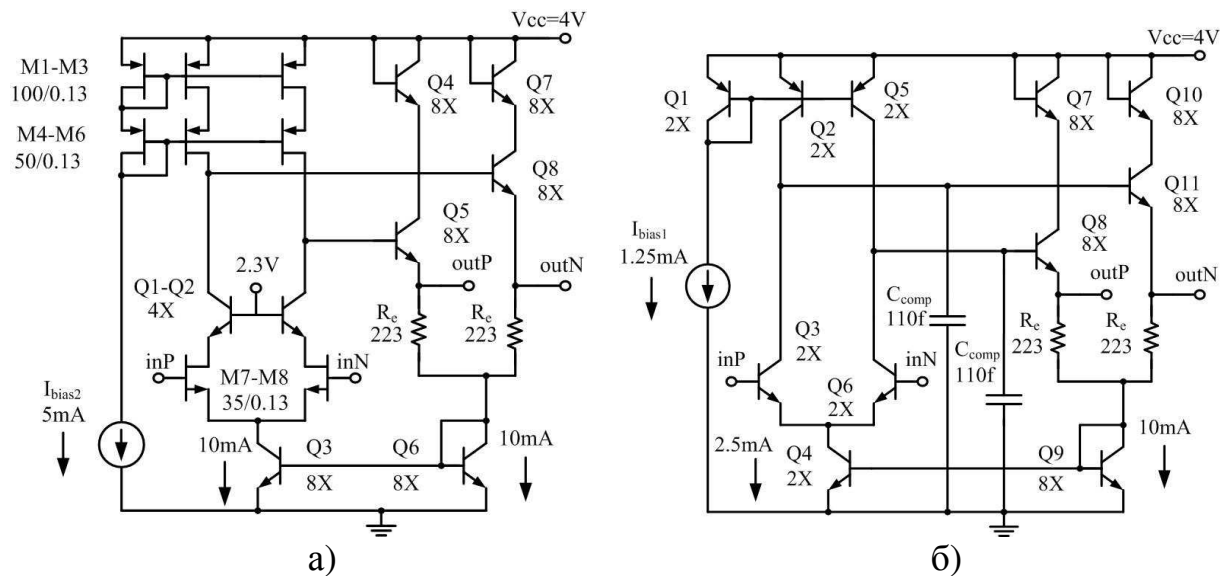 Vcc=4V
M1-M3
100/0.13
M4-M6
50/0.13
Q4
8X
Q7
8X
Q8
8X
Q5
8X
2.3V
Q1-Q2
4X
outP
outN
Re
223
Re
223
inP
inN
M7-M8
35/0.13
Ibias2
5mA
10mA
Q3
8X
Q6
8X
10mA
а)
Vcc=4V
Q1
2X
Q2
2X
Q5
2X
Q7
8X
Q10
8X
Q11
8X
Q8
8X
Ibias1
1.25mA
outP
outN
Ccomp
110f
Re
223
Re
223
Q3
2X
inP
inN
Q6
2X
Ccomp
110f
2.5mA
Q4
2X
Q9
8X
10mA
б)